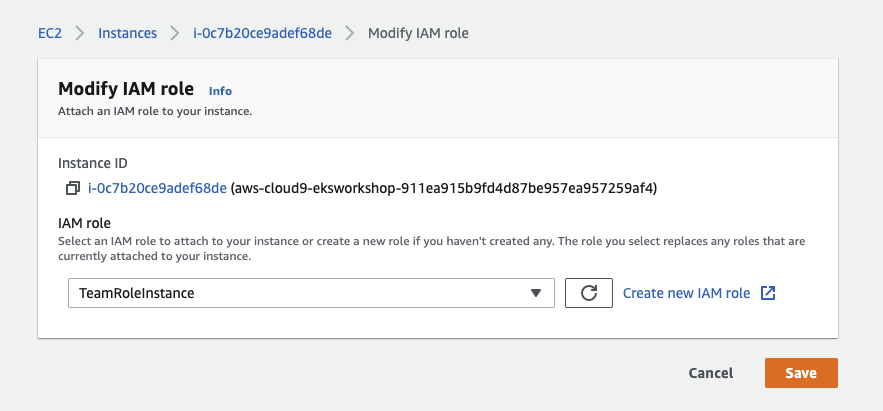 EC2 > Instances > i-0c7b20ce9adef68de > Modify IAM role
Modify IAM role Info
Attach an IAM role to your instance.
Instance ID
i-0c7b20ce9adef68de (aws-cloud9-eksworkshop-911ea915b9fd4d87be957ea957259af4)
IAM role
Select an IAM role to attach to your instance or create a new role if you haven't created any. The role you select replaces any roles that are
currently attached to your instance.
TeamRoleInstance Create new IAM role
Cancel Save